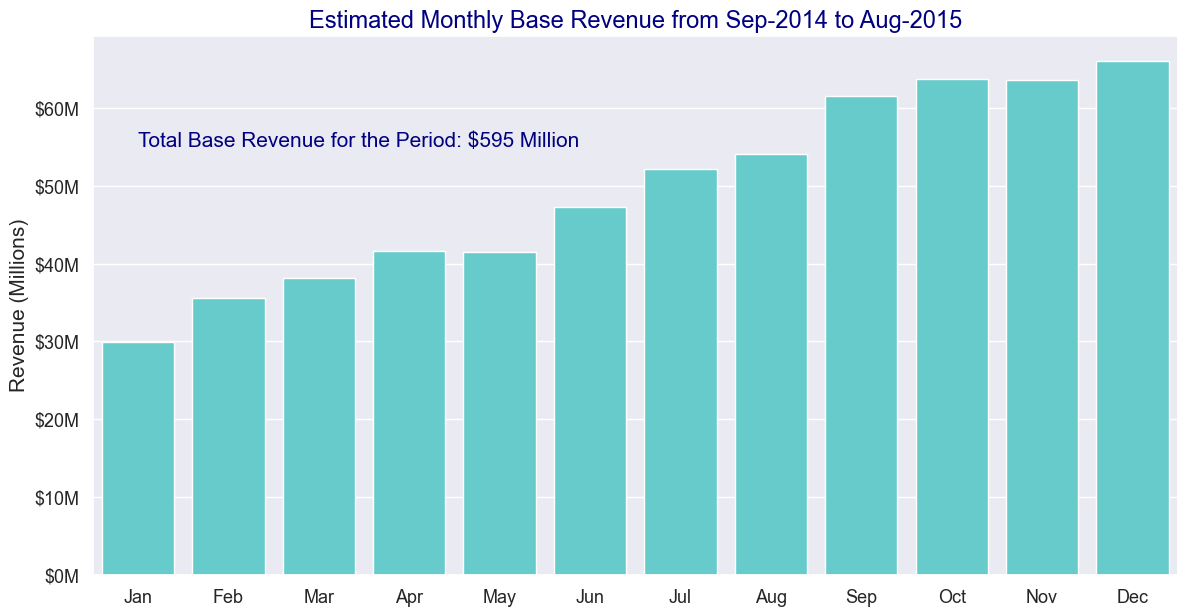 Estimated Monthly Base Revenue from Sep-2014 to Aug-2015
Total Base Revenue for the Period: $595 Million
Revenue (Millions)
$60M
$50M
$40M
$30M
$20M
$10M
$0M
Jan Feb Mar Apr May Jun Jul Aug Sep Oct Nov Dec